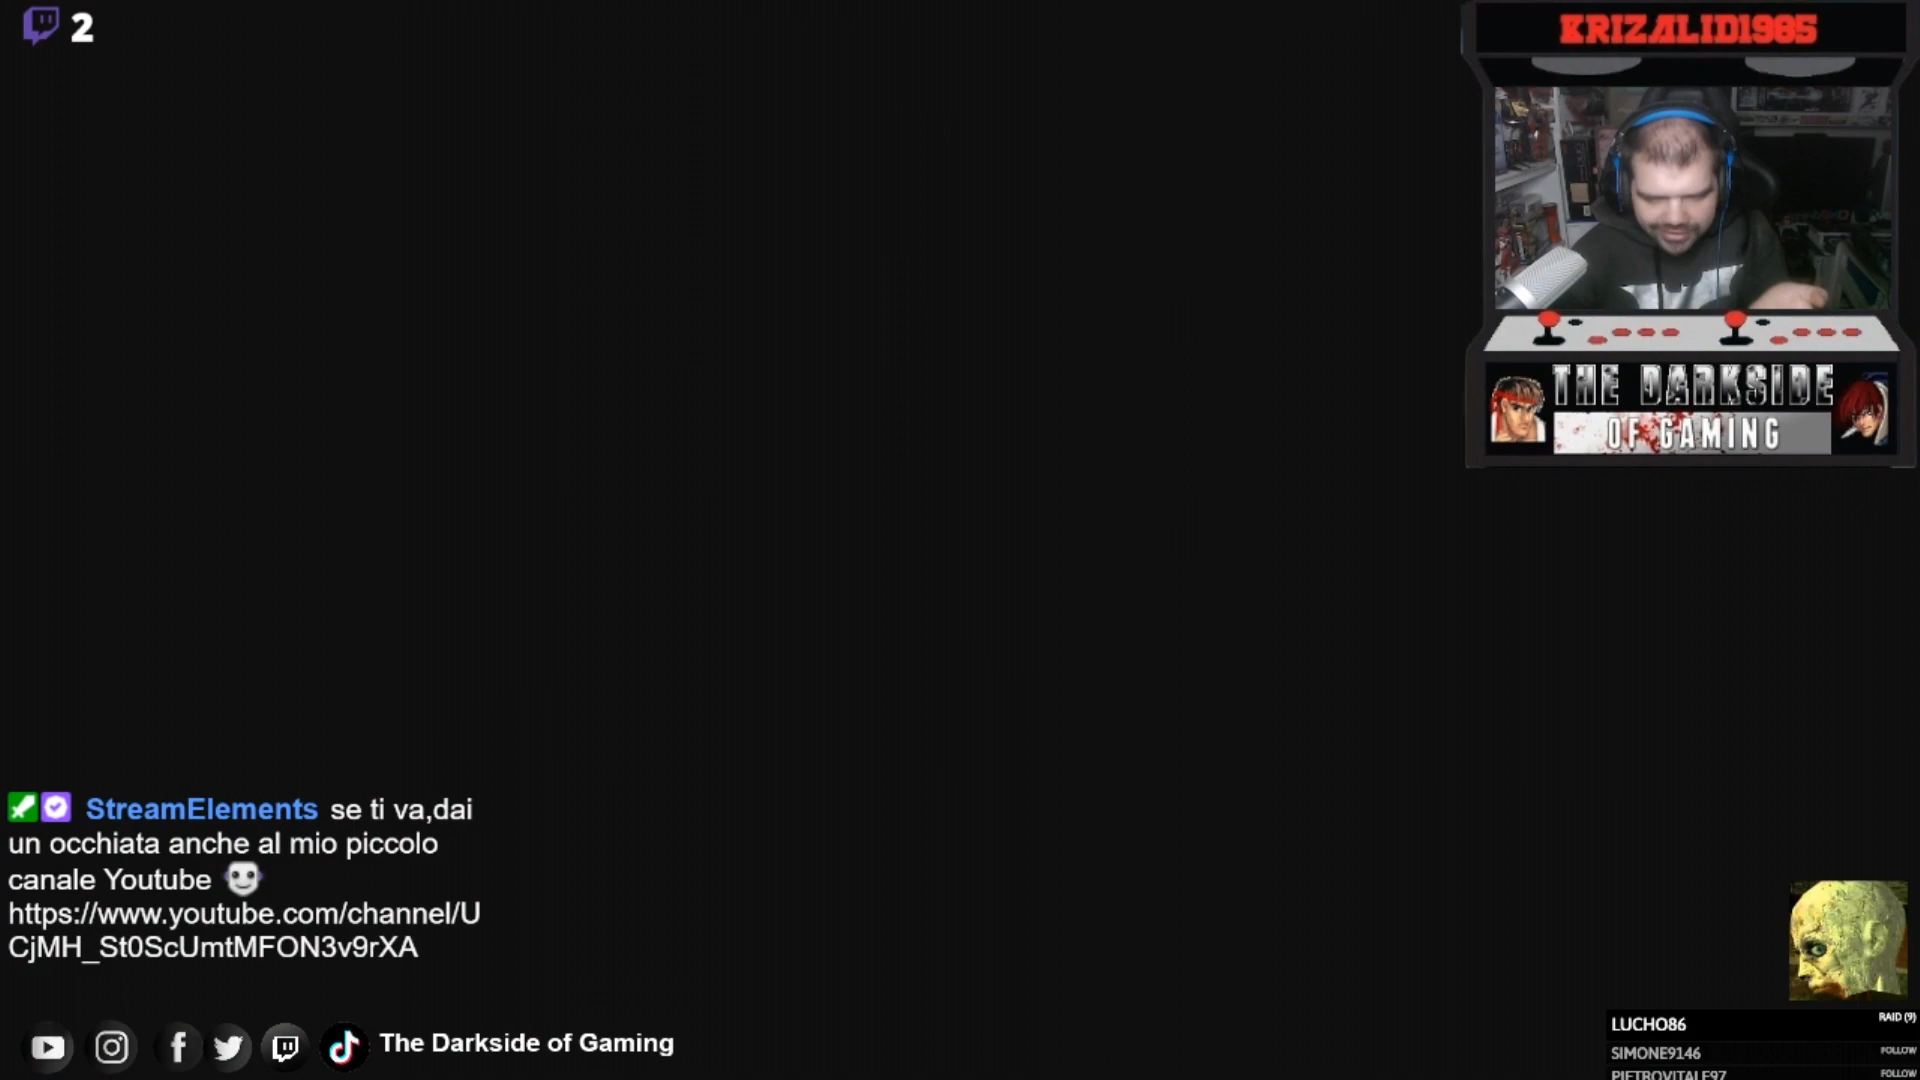 2
KRIZALID1985
THE DARKSIDE
OF GAMING
StreamElements se ti va,dai
un occhiata anche al mio piccolo
canale Youtube
https://www.youtube.com/channel/U
CjMH_St0ScUmtMFON3v9rXA
The Darkside of Gaming
LUCHO86 RAID (9)
SIMONE9146 FOLLOW
PIETROVITALE97 FOLLOW